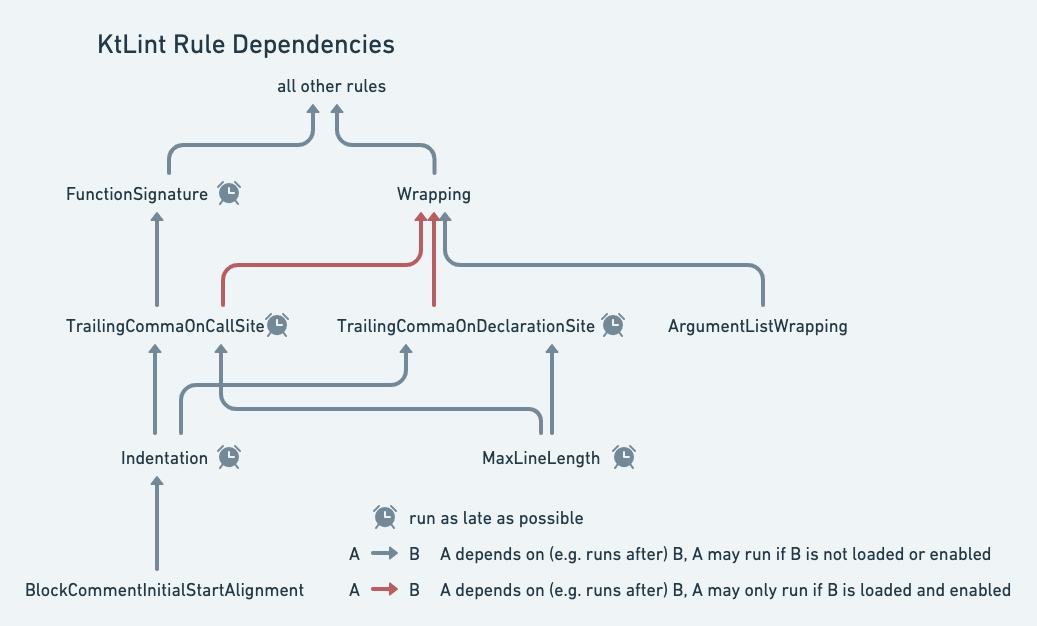 KtLint Rule Dependencies
all other rules
FunctionSignature
Wrapping
TrailingCommaOnCallSite
TrailingCommaOnDeclarationSite
ArgumentListWrapping
Indentation
MaxLineLength
run as late as possible
A B A depends on (e.g. runs after) B, A may run if B is not loaded or enabled
BlockCommentInitialStartAlignment
A B A depends on (e.g. runs after) B, A may only run if B is loaded and enabled